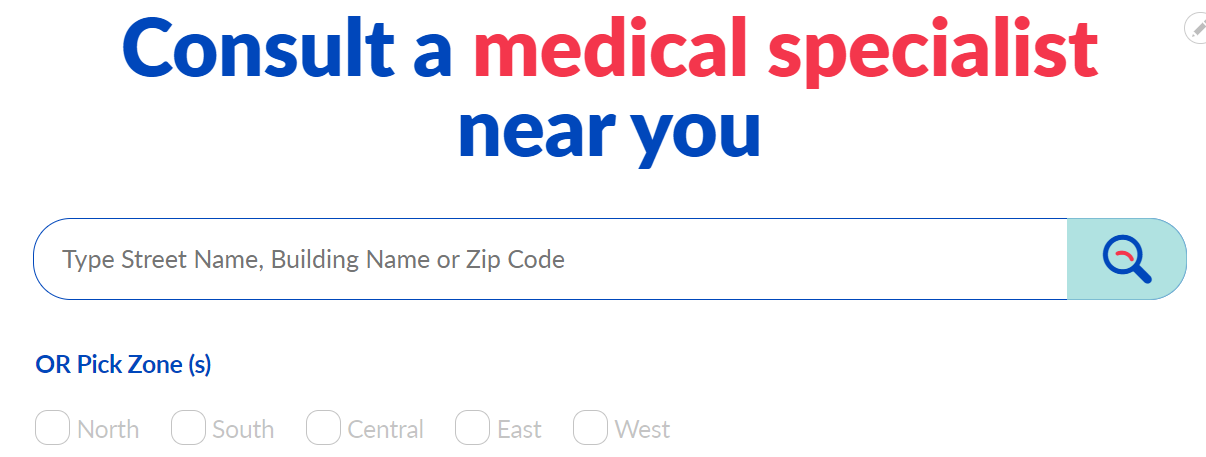 Consult a medical specialist
near you
Type Street Name, Building Name or Zip Code
OR Pick Zone (s)
North South Central East West